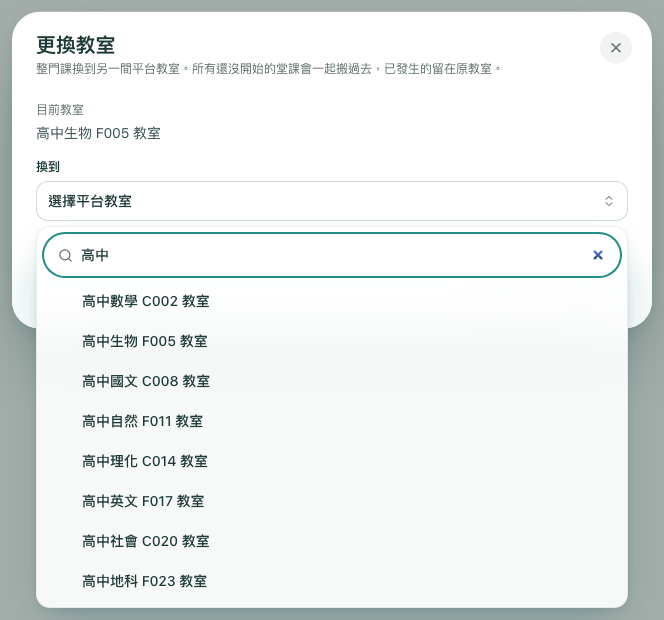 更換教室
整門課換到另一間平台教室。所有還沒開始的堂課會一起搬過去，已發生的留在原教室。
目前教室
高中生物 F005 教室
換到
選擇平台教室
高中
高中數學 C002 教室
高中生物 F005 教室
高中國文 C008 教室
高中自然 F011 教室
高中理化 C014 教室
高中英文 F017 教室
高中社會 C020 教室
高中地科 F023 教室